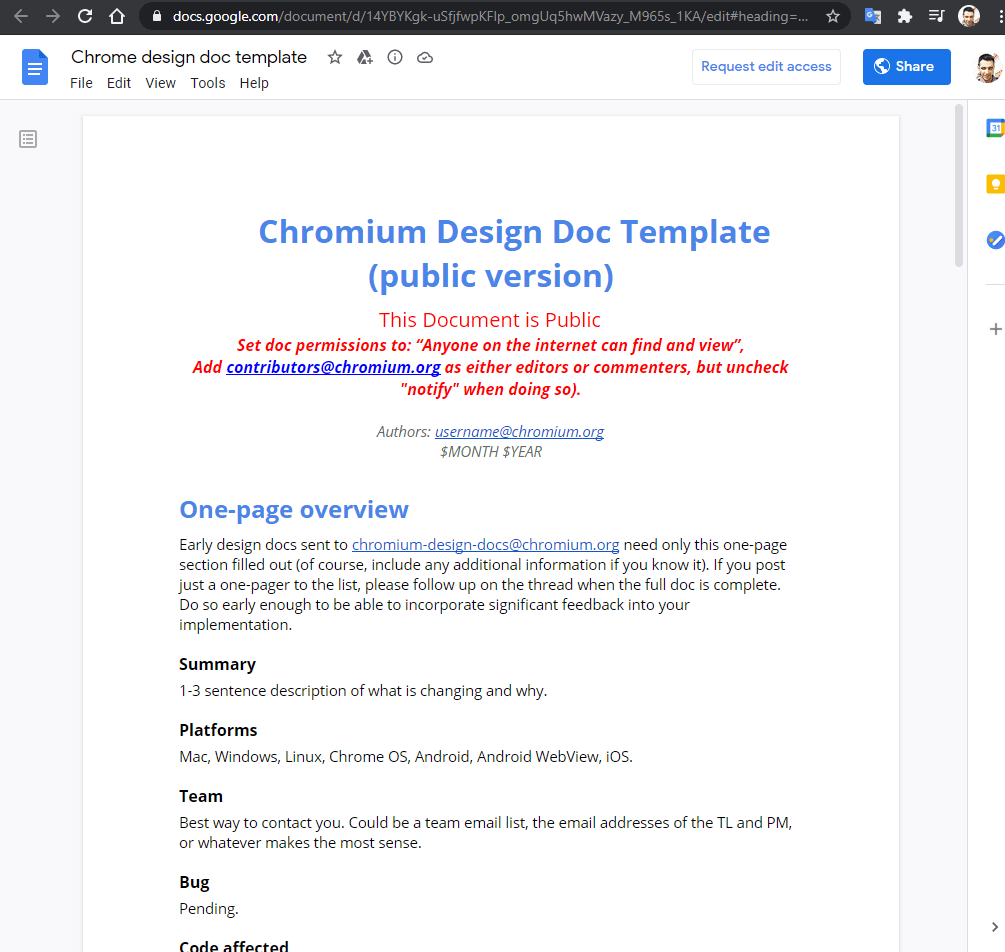 docs.google.com/document/d/14YBYKgk-uSfjfwpKFlp_omgUq5hwMVazy_M965s_1KA/edit#heading=...
Chrome design doc template
File Edit View Tools Help
Request edit access
Share
31
Chromium Design Doc Template
(public version)
This Document is Public
Set doc permissions to: “Anyone on the internet can find and view”,
Add contributors@chromium.org as either editors or commenters, but uncheck
"notify" when doing so).
Authors: username@chromium.org
$MONTH $YEAR
One-page overview
Early design docs sent to chromium-design-docs@chromium.org need only this one-page
section filled out (of course, include any additional information if you know it). If you post
just a one-pager to the list, please follow up on the thread when the full doc is complete.
Do so early enough to be able to incorporate significant feedback into your
implementation.
Summary
1-3 sentence description of what is changing and why.
Platforms
Mac, Windows, Linux, Chrome OS, Android, Android WebView, iOS.
Team
Best way to contact you. Could be a team email list, the email addresses of the TL and PM,
or whatever makes the most sense.
Bug
Pending.
Code affected